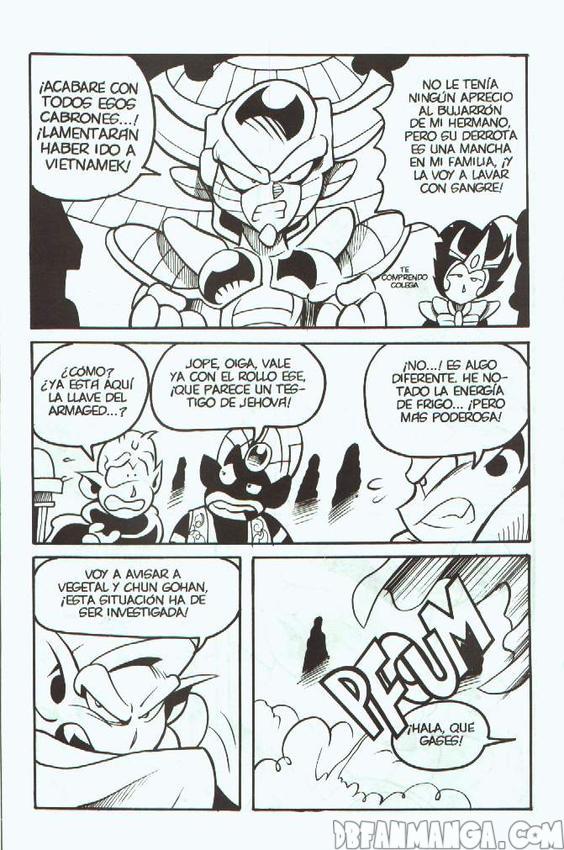 ¡ACABARE CON
TODOS ESOS
CABRONES...!
¡LAMENTARAN
HABER IDO A
VIETNAMEK!
NO LE TENÍA
NINGÚN APRECIO
AL BUJARRÓN
DE MI HERMANO,
PERO SU DERROTA
ES UNA MANCHA
EN MI FAMILIA, ¡Y
LA VOY A LAVAR
CON SANGRE!
TE
COMPRENDO
COLEGA
¿CÓMO?
¿YA ESTA AQUÍ
LA LLAVE DEL
ARMAGED...?
JOPE, OIGA, VALE
YA CON EL ROLLO ESE,
¡QUE PARECE UN TES-
TIGO DE JEHOVA!
¡NO...! ES ALGO
DIFERENTE. HE NO-
TADO LA ENERGÍA
DE FRIGO... ¡PERO
MAS PODEROSA!
VOY A AVISAR A
VEGETAL Y CHUN GOHAN,
¡ESTA SITUACIÓN HA DE
SER INVESTIGADA!
PFOUM
¡HALA, QUE
GASES!
DBFANMANGA.COM